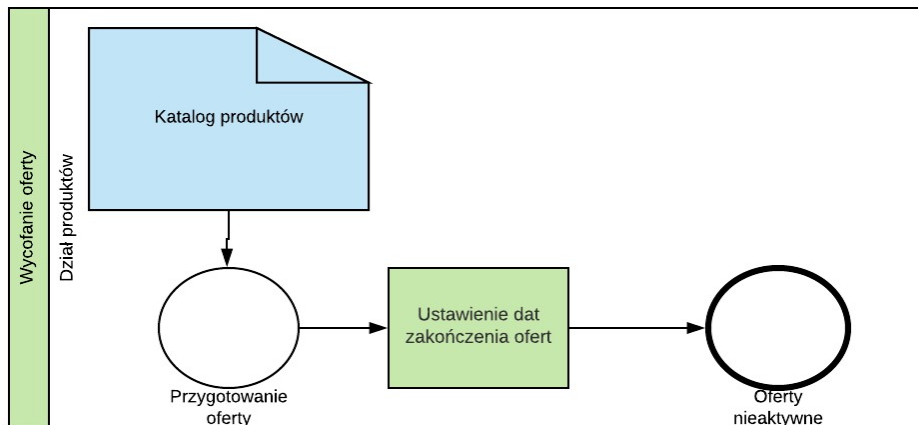 Wycofanie oferty
Dział produktów
Katalog produktów
Ustawienie dat
zakończenia ofert
Przygotowanie
oferty
Oferty
nieaktywne